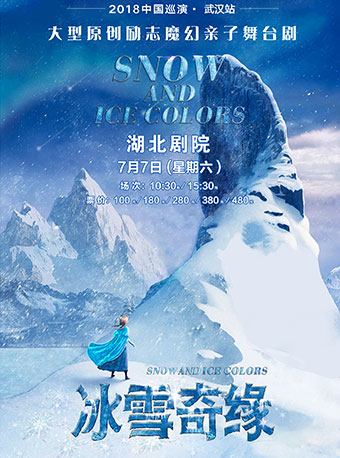 2018中国巡演·武汉站
大型原创励志魔幻亲子舞台剧
SNOW
AND
ICE COLORS
湖北剧院
7月7日(星期六)
场次:10:30/15:30/
票价:100/180/280/380/480/
SNOW AND ICE COLORS
冰雪奇缘